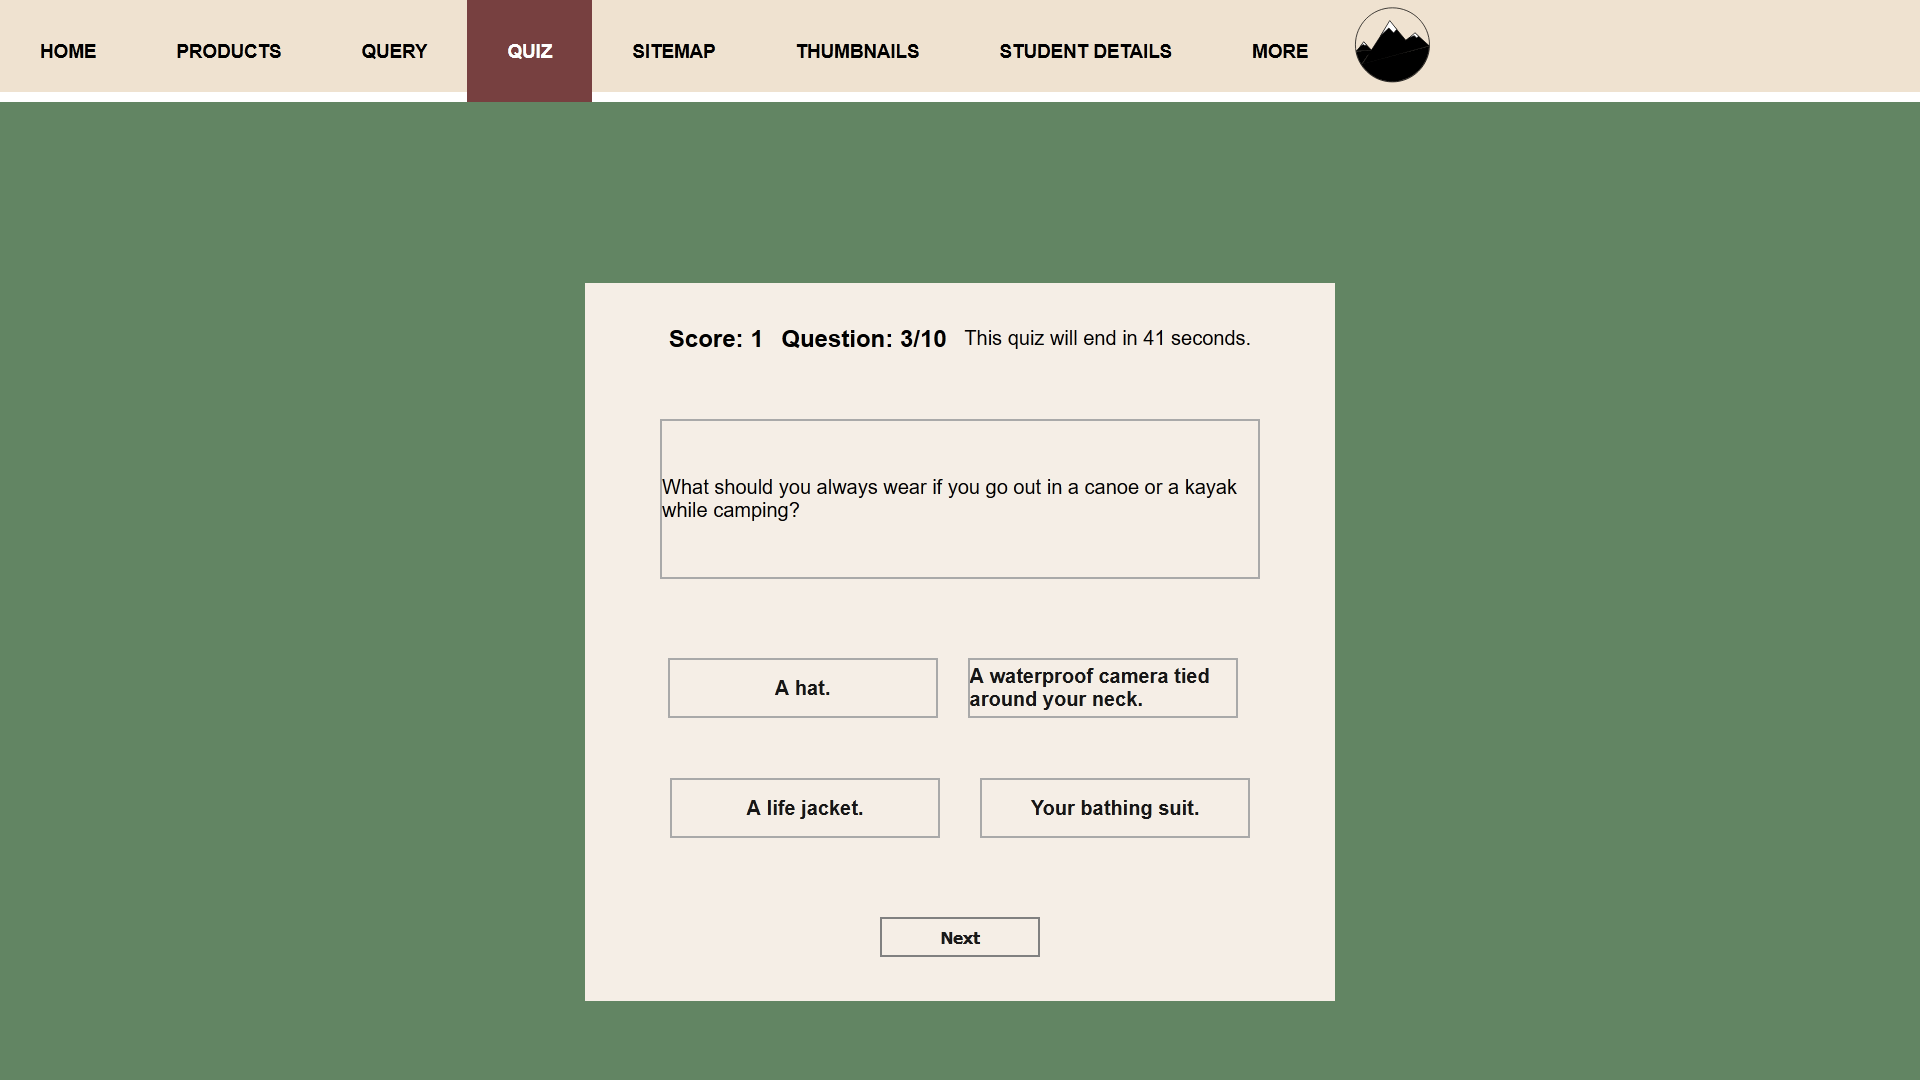 HOME PRODUCTS QUERY QUIZ SITEMAP THUMBNAILS STUDENT DETAILS MORE
Score: 1 Question: 3/10 This quiz will end in 41 seconds.
What should you always wear if you go out in a canoe or a kayak
while camping?
A hat.
A waterproof camera tied
around your neck.
A life jacket.
Your bathing suit.
Next